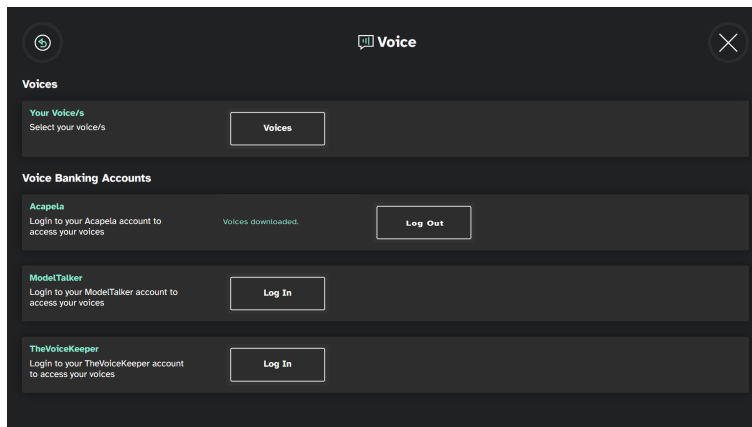 Voice
Voices
Your Voice/s
Select your voice/s
Voices
Voice Banking Accounts
Acapela
Login to your Acapela account to
access your voices
Voices downloaded.
Log Out
ModelTalker
Login to your ModelTalker account to
access your voices
Log In
TheVoiceKeeper
Login to your TheVoiceKeeper account
to access your voices
Log In